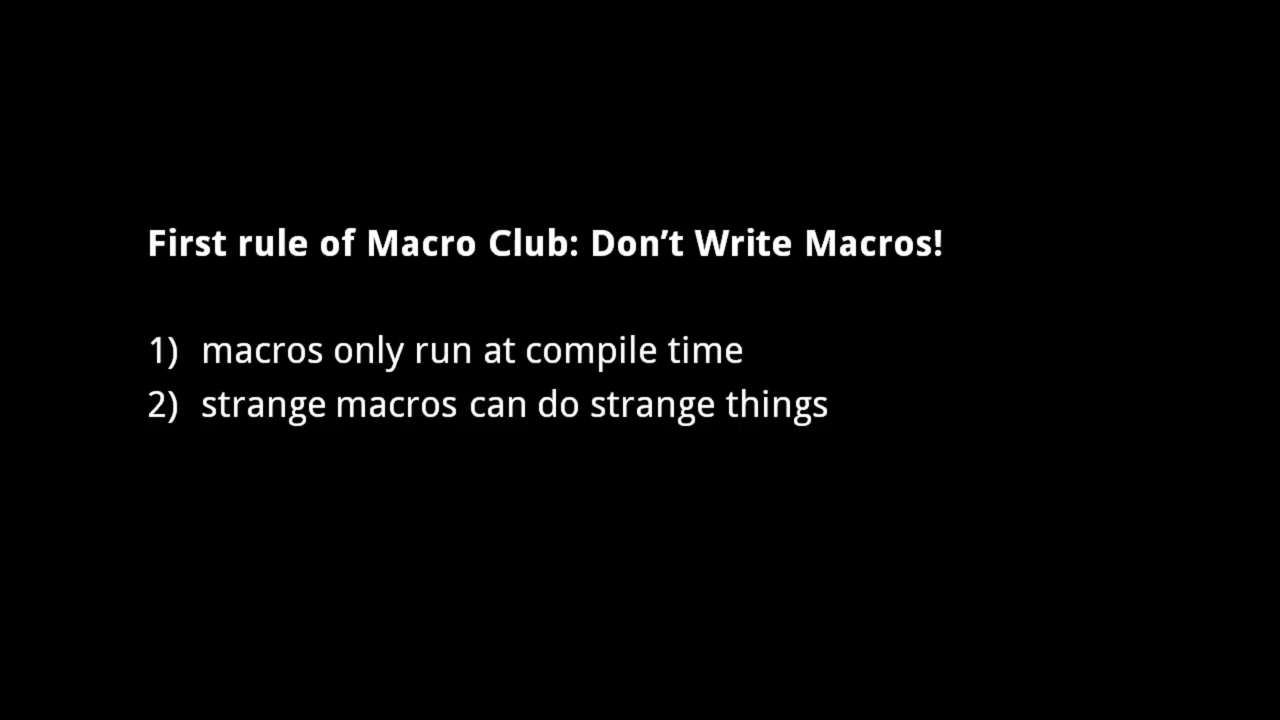 First rule of Macro Club: Don’t Write Macros!
1) macros only run at compile time
2) strange macros can do strange things